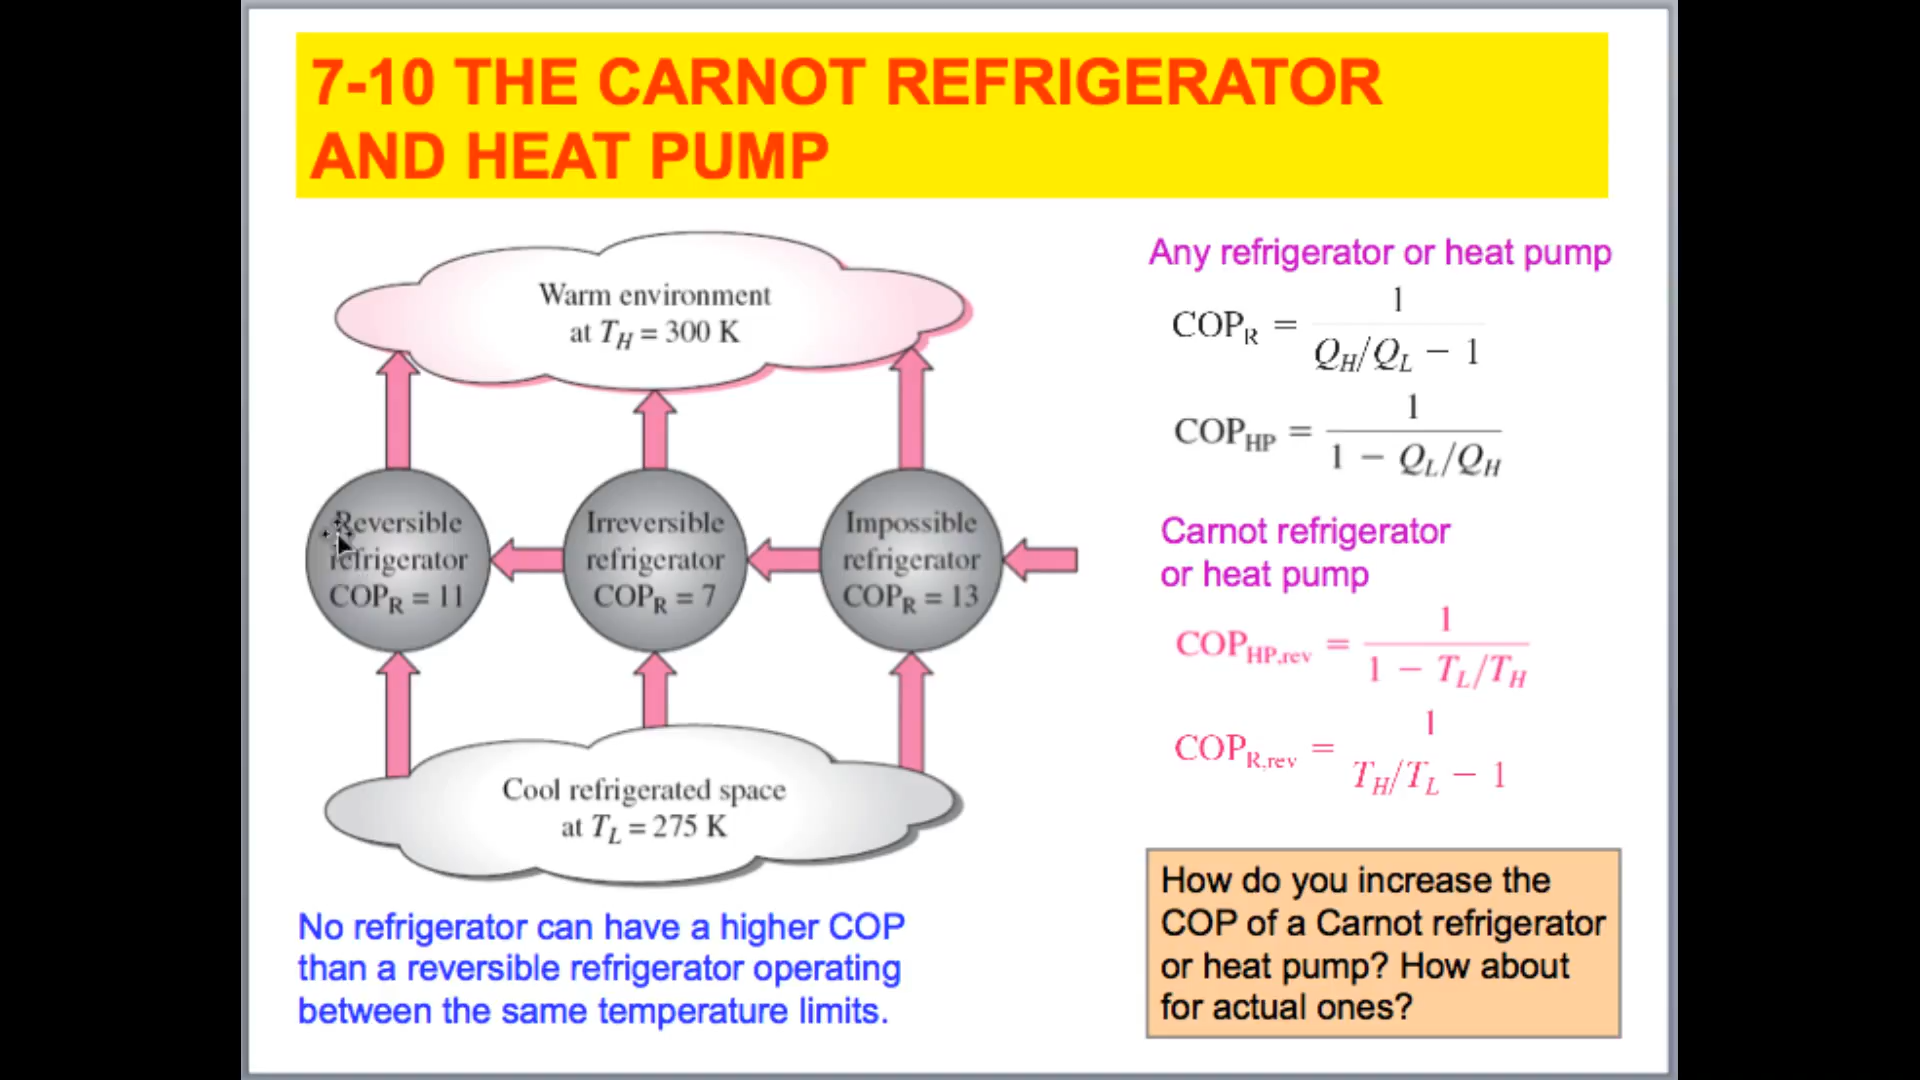 7-10 THE CARNOT REFRIGERATOR
AND HEAT PUMP
Warm environment
at T_H = 300 K
Reversible
refrigerator
COP_R = 11
Irreversible
refrigerator
COP_R = 7
Impossible
refrigerator
COP_R = 13
Cool refrigerated space
at T_L = 275 K
No refrigerator can have a higher COP
than a reversible refrigerator operating
between the same temperature limits.
Any refrigerator or heat pump
COP_R = 1 / (Q_H/Q_L − 1)
COP_HP = 1 / (1 − Q_L/Q_H)
Carnot refrigerator
or heat pump
COP_HP,rev = 1 / (1 − T_L/T_H)
COP_R,rev = 1 / (T_H/T_L − 1)
How do you increase the
COP of a Carnot refrigerator
or heat pump? How about
for actual ones?